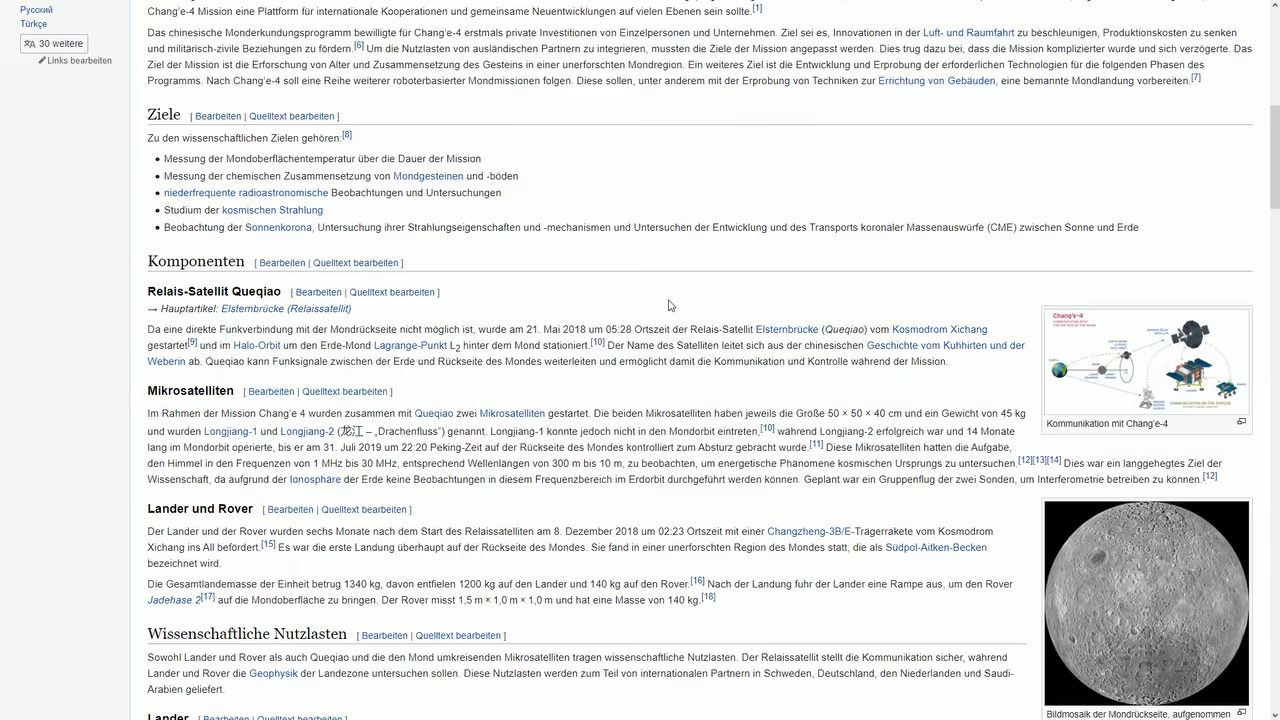 Русский
Türkçe
30 weitere
Links bearbeiten
Chang'e-4 Mission eine Plattform für internationale Kooperationen und gemeinsame Neuentwicklungen auf vielen Ebenen sein sollte.[1]
Das chinesische Monderkundungsprogramm bewilligte für Chang'e-4 erstmals private Investitionen von Einzelpersonen und Unternehmen. Ziel sei es, Innovationen in der Luft- und Raumfahrt zu beschleunigen, Produktionskosten zu senken
und militärisch-zivile Beziehungen zu fördern.[6] Um die Nutzlasten von ausländischen Partnern zu integrieren, mussten die Ziele der Mission angepasst werden. Dies trug dazu bei, dass die Mission komplizierter wurde und sich verzögerte. Das
Ziel der Mission ist die Erforschung von Alter und Zusammensetzung des Gesteins in einer unerforschten Mondregion. Ein weiteres Ziel ist die Entwicklung und Erprobung der erforderlichen Technologien für die folgenden Phasen des
Programms. Nach Chang'e-4 soll eine Reihe weiterer roboterbasierter Mondmissionen folgen. Diese sollen, unter anderem mit der Erprobung von Techniken zur Errichtung von Gebäuden, eine bemannte Mondlandung vorbereiten.[7]
Ziele [ Bearbeiten | Quelltext bearbeiten ]
Zu den wissenschaftlichen Zielen gehören:[8]
• Messung der Mondoberflächentemperatur über die Dauer der Mission
• Messung der chemischen Zusammensetzung von Mondgesteinen und -böden
• niederfrequente radioastronomische Beobachtungen und Untersuchungen
• Studium der kosmischen Strahlung
• Beobachtung der Sonnenkorona, Untersuchung ihrer Strahlungseigenschaften und -mechanismen und Untersuchen der Entwicklung und des Transports koronaler Massenauswürfe (CME) zwischen Sonne und Erde
Komponenten [ Bearbeiten | Quelltext bearbeiten ]
Relais-Satellit Queqiao [ Bearbeiten | Quelltext bearbeiten ]
→ Hauptartikel: Elsternbrücke (Relaissatellit)
Da eine direkte Funkverbindung mit der Mondrückseite nicht möglich ist, wurde am 21. Mai 2018 um 05:28 Ortszeit der Relais-Satellit Elsternbrücke (Queqiao) vom Kosmodrom Xichang
gestartet[9] und im Halo-Orbit um den Erde-Mond Lagrange-Punkt L2 hinter dem Mond stationiert.[10] Der Name des Satelliten leitet sich aus der chinesischen Geschichte vom Kuhhirten und der
Weberin ab. Queqiao kann Funksignale zwischen der Erde und Rückseite des Mondes weiterleiten und ermöglicht damit die Kommunikation und Kontrolle während der Mission.
Chang'e-4
Kommunikation mit Chang'e-4
Mikrosatelliten [ Bearbeiten | Quelltext bearbeiten ]
Im Rahmen der Mission Chang'e 4 wurden zusammen mit Queqiao zwei Mikrosatelliten gestartet. Die beiden Mikrosatelliten haben jeweils die Größe 50 × 50 × 40 cm und ein Gewicht von 45 kg
und wurden Longjiang-1 und Longjiang-2 (龙江 – „Drachenfluss“) genannt. Longjiang-1 konnte jedoch nicht in den Mondorbit eintreten,[10] während Longjiang-2 erfolgreich war und 14 Monate
lang im Mondorbit operierte, bis er am 31. Juli 2019 um 22:20 Peking-Zeit auf der Rückseite des Mondes kontrolliert zum Absturz gebracht wurde.[11] Diese Mikrosatelliten hatten die Aufgabe,
den Himmel in den Frequenzen von 1 MHz bis 30 MHz, entsprechend Wellenlängen von 300 m bis 10 m, zu beobachten, um energetische Phänomene kosmischen Ursprungs zu untersuchen.[12][13][14] Dies war ein langgehegtes Ziel der
Wissenschaft, da aufgrund der Ionosphäre der Erde keine Beobachtungen in diesem Frequenzbereich im Erdorbit durchgeführt werden können. Geplant war ein Gruppenflug der zwei Sonden, um Interferometrie betreiben zu können.[12]
Lander und Rover [ Bearbeiten | Quelltext bearbeiten ]
Der Lander und der Rover wurden sechs Monate nach dem Start des Relaissatelliten am 8. Dezember 2018 um 02:23 Ortszeit mit einer Changzheng-3B/E-Trägerrakete vom Kosmodrom
Xichang ins All befördert.[15] Es war die erste Landung überhaupt auf der Rückseite des Mondes. Sie fand in einer unerforschten Region des Mondes statt, die als Südpol-Aitken-Becken
bezeichnet wird.
Die Gesamtlandemasse der Einheit betrug 1340 kg, davon entfielen 1200 kg auf den Lander und 140 kg auf den Rover.[16] Nach der Landung fuhr der Lander eine Rampe aus, um den Rover
Jadehase 2[17] auf die Mondoberfläche zu bringen. Der Rover misst 1,5 m × 1,0 m × 1,0 m und hat eine Masse von 140 kg.[18]
Wissenschaftliche Nutzlasten [ Bearbeiten | Quelltext bearbeiten ]
Sowohl Lander und Rover als auch Queqiao und die den Mond umkreisenden Mikrosatelliten tragen wissenschaftliche Nutzlasten. Der Relaissatellit stellt die Kommunikation sicher, während
Lander und Rover die Geophysik der Landezone untersuchen sollen. Diese Nutzlasten werden zum Teil von internationalen Partnern in Schweden, Deutschland, den Niederlanden und Saudi-
Arabien geliefert.
Bildmosaik der Mondrückseite, aufgenommen
Lander [ Bearbeiten | Quelltext bearbeiten ]